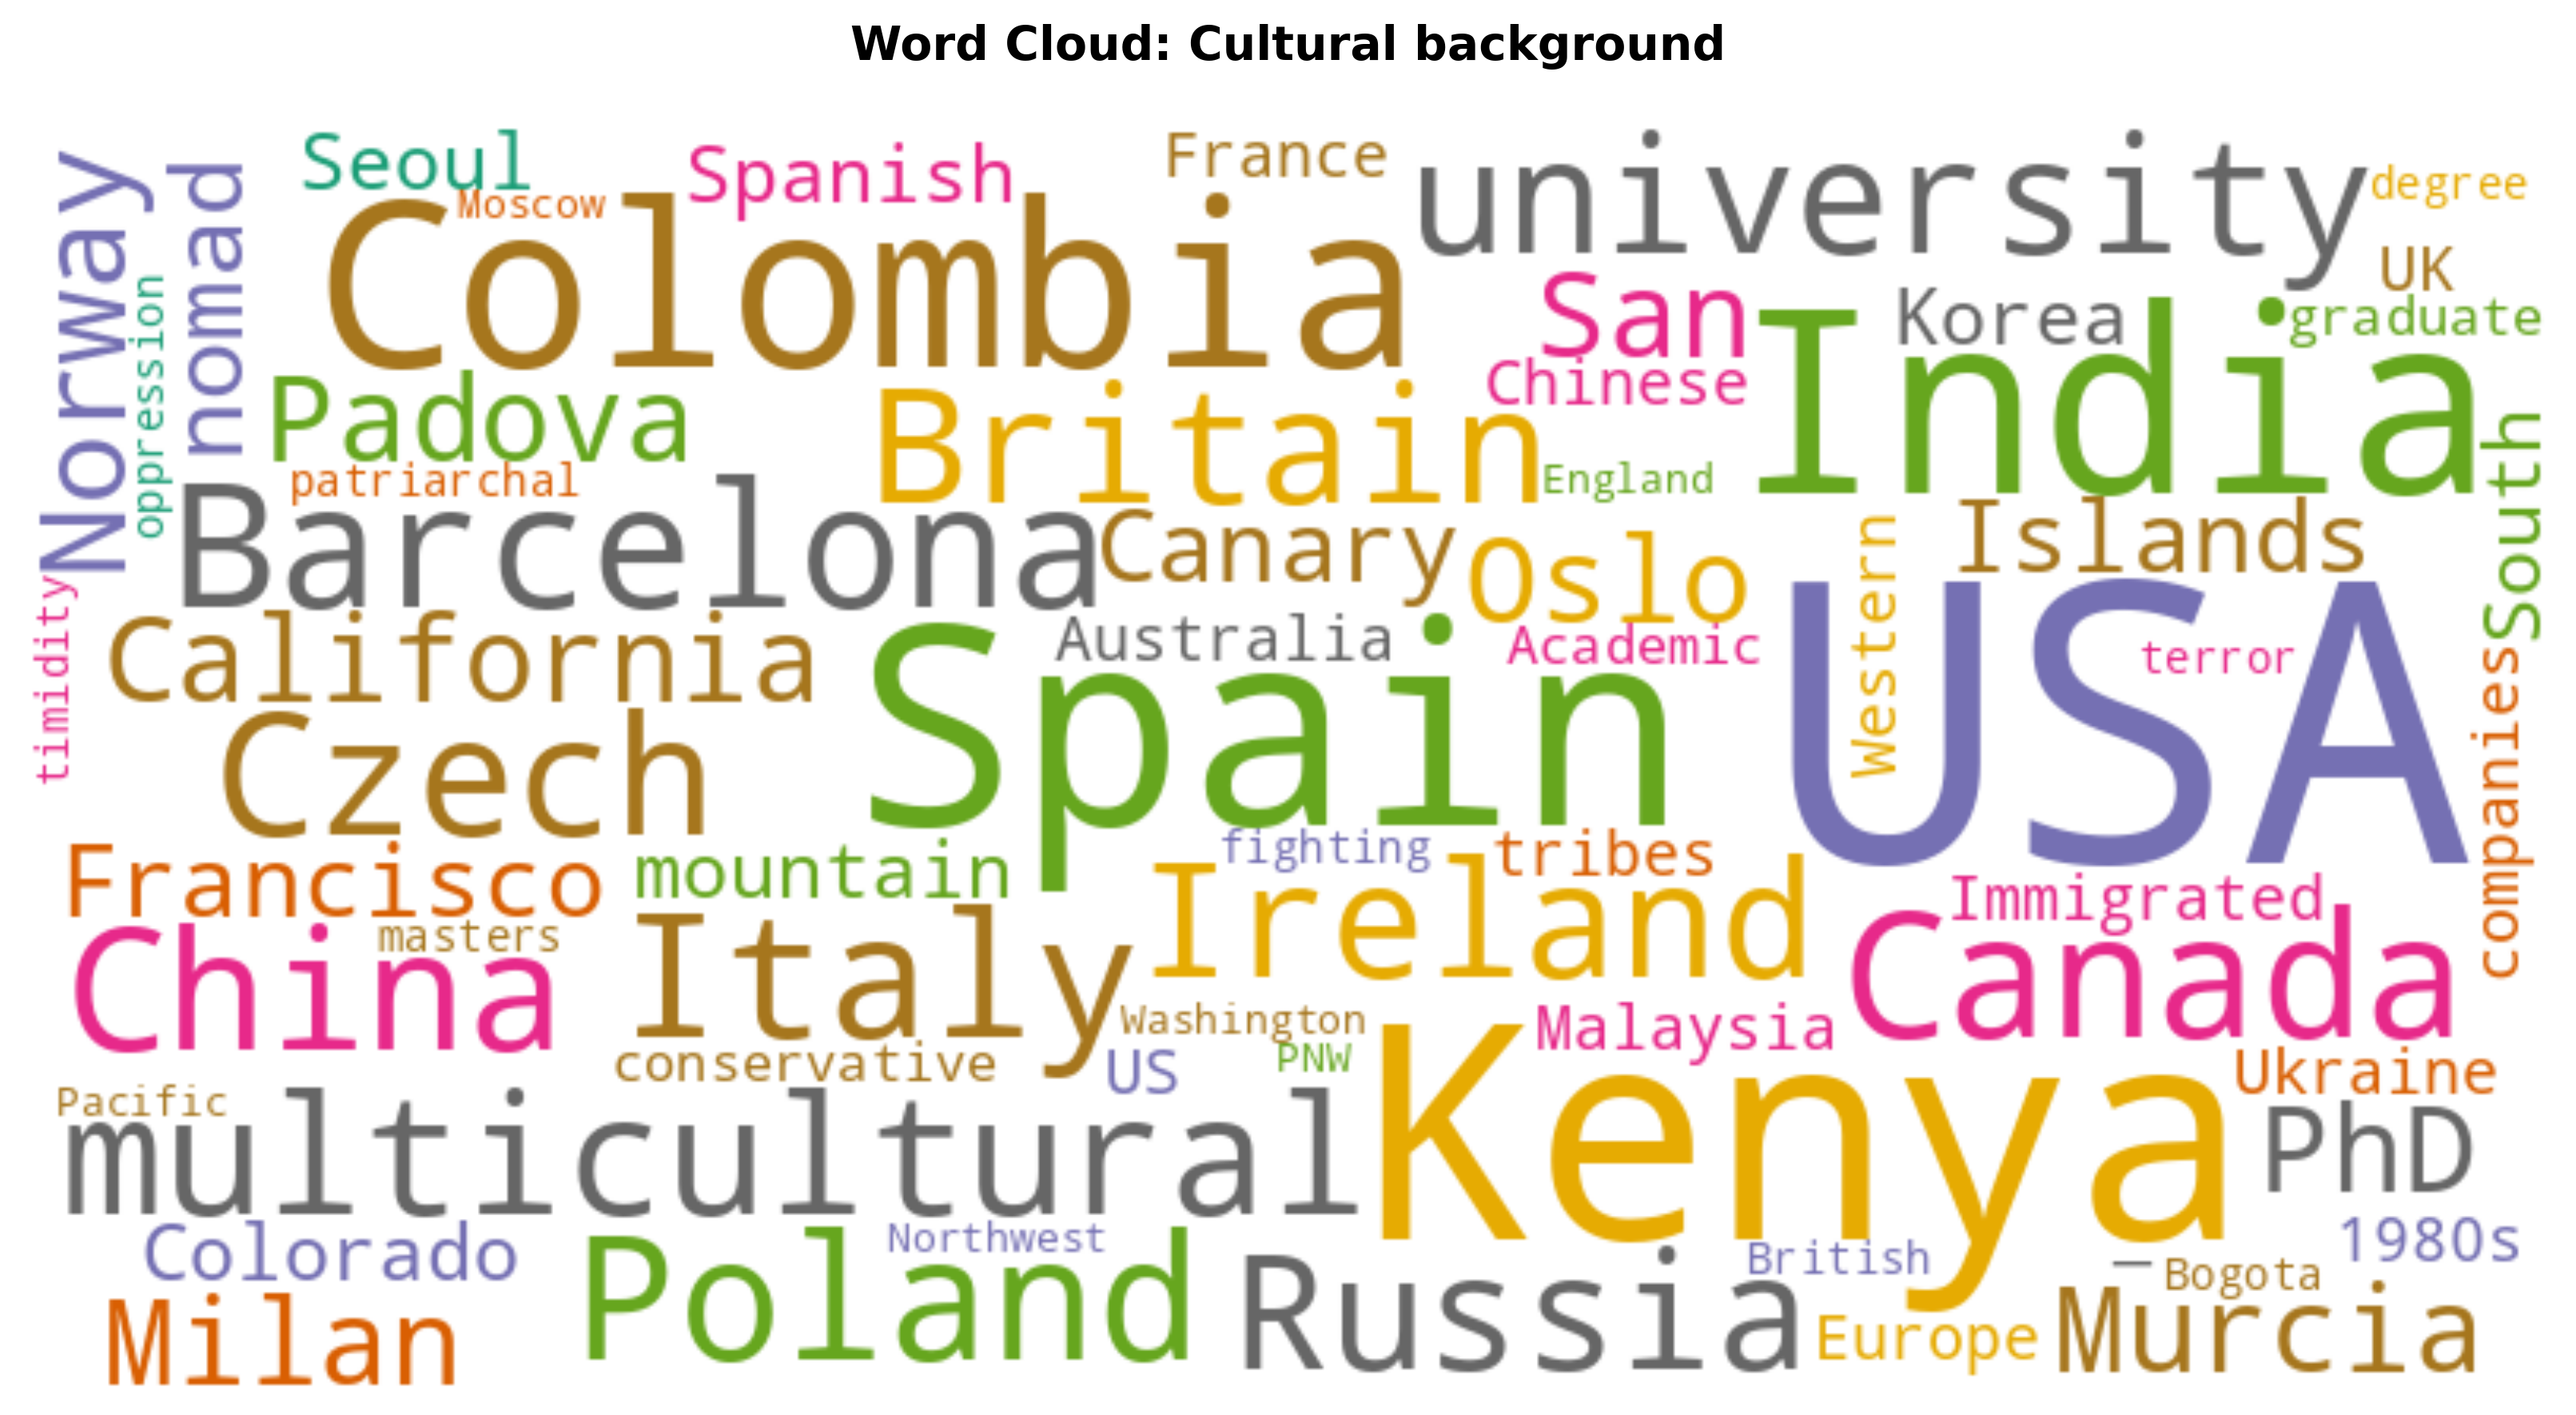 Word Cloud: Cultural background
Norway
nomad
Seoul
Spanish
France
university
degree
Moscow
Colombia
UK
oppression
San
Korea
graduate
Chinese
India
Padova
Britain
patriarchal
England
South
Barcelona
Canary
Oslo
Western
Islands
timidity
California
Australia
Academic
USA
terror
Spain
companies
Czech
Francisco
mountain
fighting
tribes
Ireland
Immigrated
China
masters
Italy
Canada
Washington
Malaysia
conservative
US
PNW
Kenya
Ukraine
Pacific
multicultural
PhD
Colorado
Northwest
British
1980s
Poland
Russia
—
Bogota
Milan
Europe
Murcia